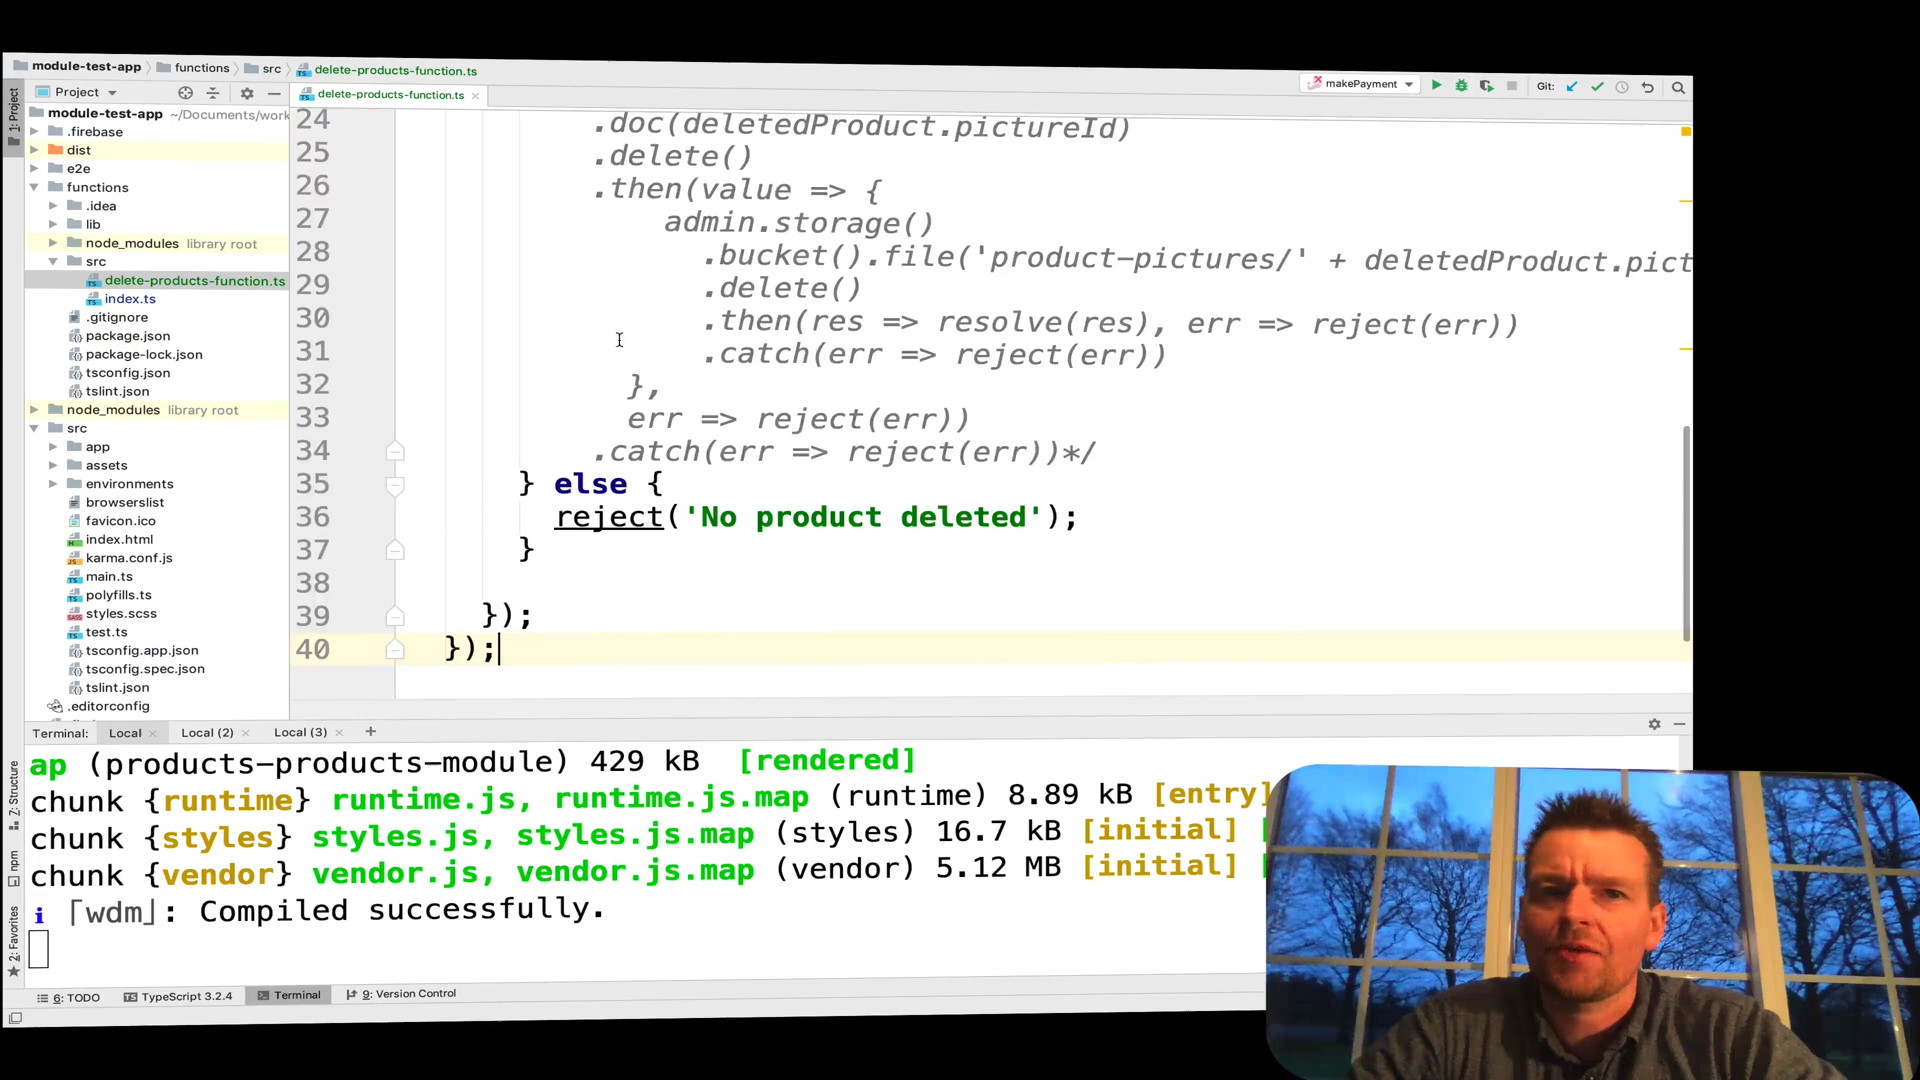 module-test-app functions src delete-products-function.ts
makePayment Git:
Project
delete-products-function.ts
1: Project
module-test-app ~/Documents/work
.firebase
dist
e2e
functions
.idea
lib
node_modules library root
src
delete-products-function.ts
index.ts
.gitignore
package.json
package-lock.json
tsconfig.json
tslint.json
node_modules library root
src
app
assets
environments
browserslist
favicon.ico
index.html
karma.conf.js
main.ts
polyfills.ts
styles.scss
test.ts
tsconfig.app.json
tsconfig.spec.json
tslint.json
.editorconfig
24 .doc(deletedProduct.pictureId)
25 .delete()
26 .then(value => {
27 admin.storage()
28 .bucket().file('product-pictures/' + deletedProduct.pict
29 .delete()
30 .then(res => resolve(res), err => reject(err))
31 .catch(err => reject(err))
32 },
33 err => reject(err))
34 .catch(err => reject(err))*/
35 } else {
36 reject('No product deleted');
37 }
38
39 });
40 });
Terminal: Local Local (2) Local (3) +
ap (products-products-module) 429 kB [rendered]
chunk {runtime} runtime.js, runtime.js.map (runtime) 8.89 kB [entry]
chunk {styles} styles.js, styles.js.map (styles) 16.7 kB [initial]
chunk {vendor} vendor.js, vendor.js.map (vendor) 5.12 MB [initial]
i ｢wdm｣: Compiled successfully.
7: Structure
npm
2: Favorites
6: TODO TypeScript 3.2.4 Terminal 9: Version Control